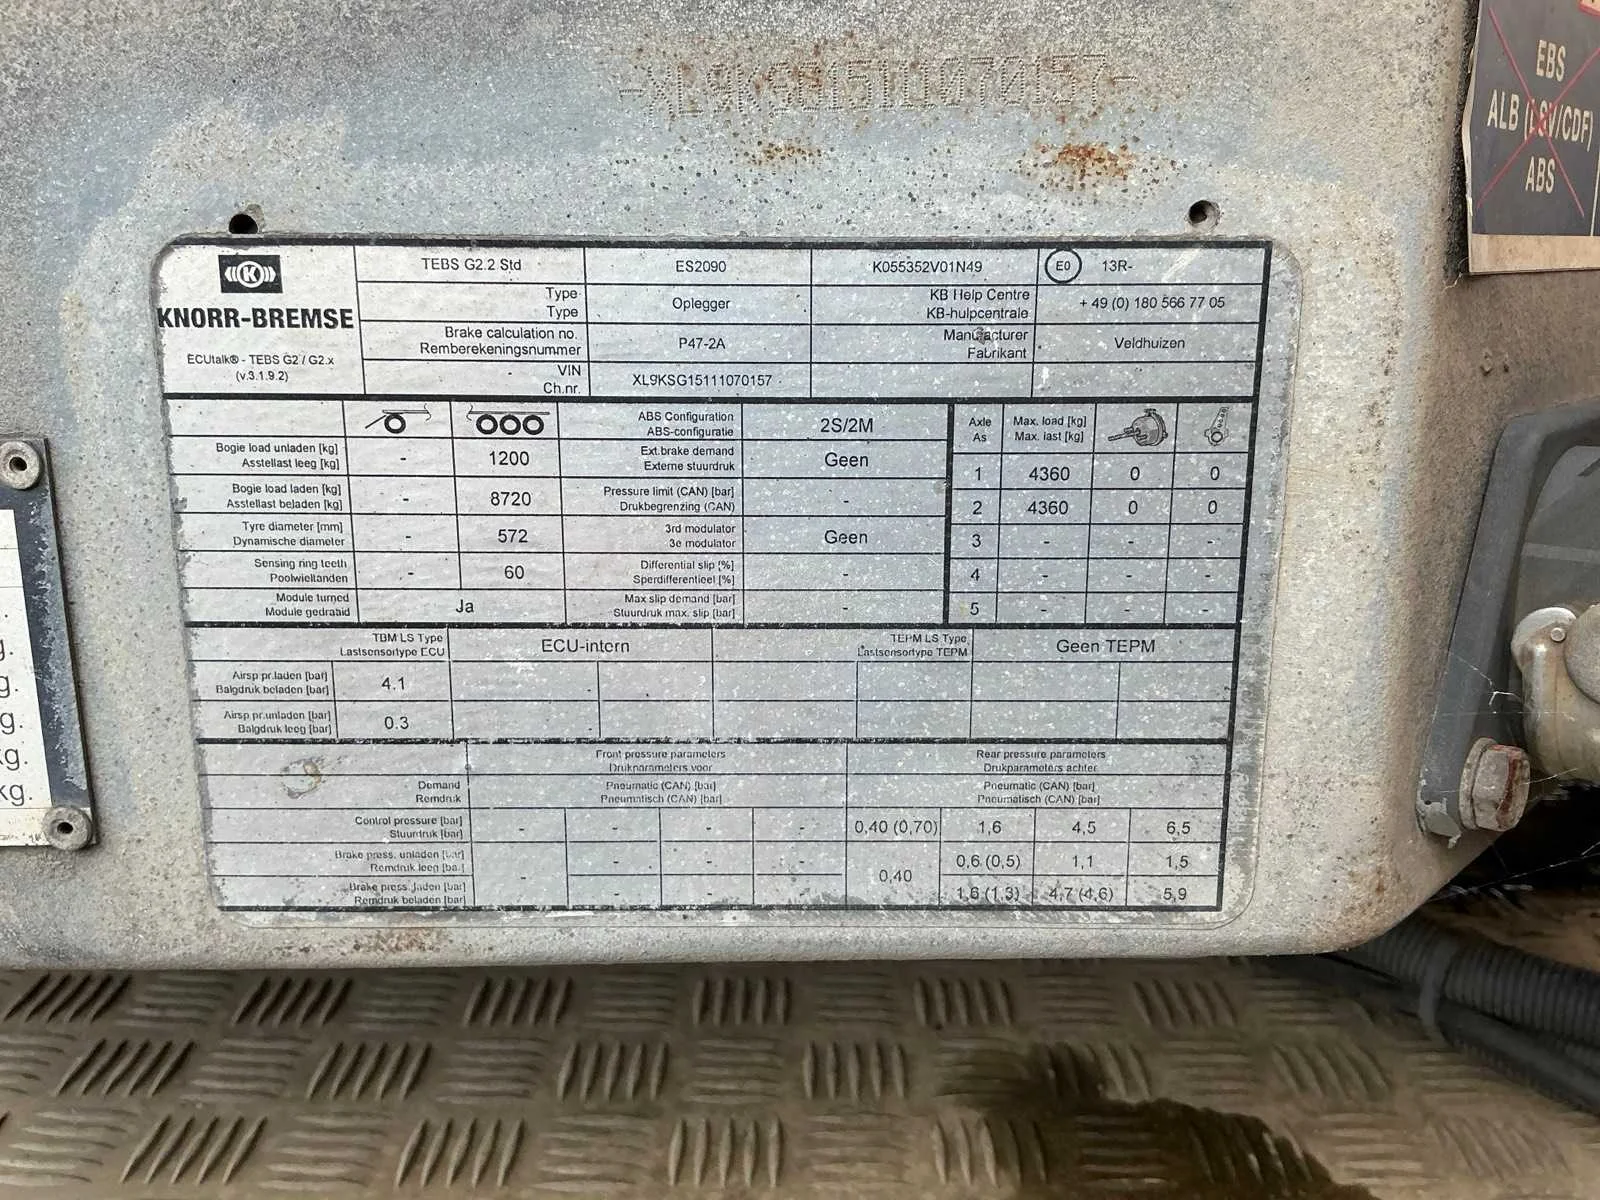 EBS
ALB (LSV/CDF)
ABS
K
KNORR-BREMSE
ECUtalk® - TEBS G2 / G2.x
(v.3.1.9.2)
TEBS G2.2 Std ES2090 K055352V01N49 E0 13R-
Type
Type
Oplegger
KB Help Centre
KB-hulpcentrale
+ 49 (0) 180 566 77 05
Brake calculation no.
Remberekeningsnummer
P47-2A
Manufacturer
Fabrikant
Veldhuizen
VIN
Ch.nr.
XL9KSG15111070157
ABS Configuration
ABS-configuratie
2S/2M
Axle
As
Max. load [kg]
Max. last [kg]
Bogie load unladen [kg]
Asstellast leeg [kg]
- 1200
Ext.brake demand
Externe stuurdruk
Geen
1 4360 0 0
Bogie load laden [kg]
Asstellast beladen [kg]
- 8720
Pressure limit (CAN) [bar]
Drukbegrenzing (CAN)
-
2 4360 0 0
Tyre diameter [mm]
Dynamische diameter
- 572
3rd modulator
3e modulator
Geen
3 - - -
Sensing ring teeth
Poolwieltanden
- 60
Differential slip [%]
Sperdifferentieel [%]
-
4 - - -
Module turned
Module gedraaid
Ja
Max slip demand [bar]
Stuurdruk max. slip [bar]
-
5 - - -
TBM LS Type
Lastsensortype ECU
ECU-intern
TEPM LS Type
Lastsensortype TEPM
Geen TEPM
Airsp pr.laden [bar]
Balgdruk beladen [bar]
4.1
Airsp pr.unladen [bar]
Balgdruk leeg [bar]
0.3
Front pressure parameters
Drukparameters voor
Rear pressure parameters
Drukparameters achter
Demand
Remdruk
Pneumatic (CAN) [bar]
Pneumatisch (CAN) [bar]
Pneumatic (CAN) [bar]
Pneumatisch (CAN) [bar]
Control pressure [bar]
Stuurdruk [bar]
- - - - 0,40 (0,70) 1,6 4,5 6,5
Brake press. unladen [bar]
Remdruk leeg [bar]
- - - - 0,40 0,6 (0,5) 1,1 1,5
Brake press. laden [bar]
Remdruk beladen [bar]
- - - 1,6 (1,3) 4,7 (4,6) 5,9
g.
g.
g.
kg.
kg.